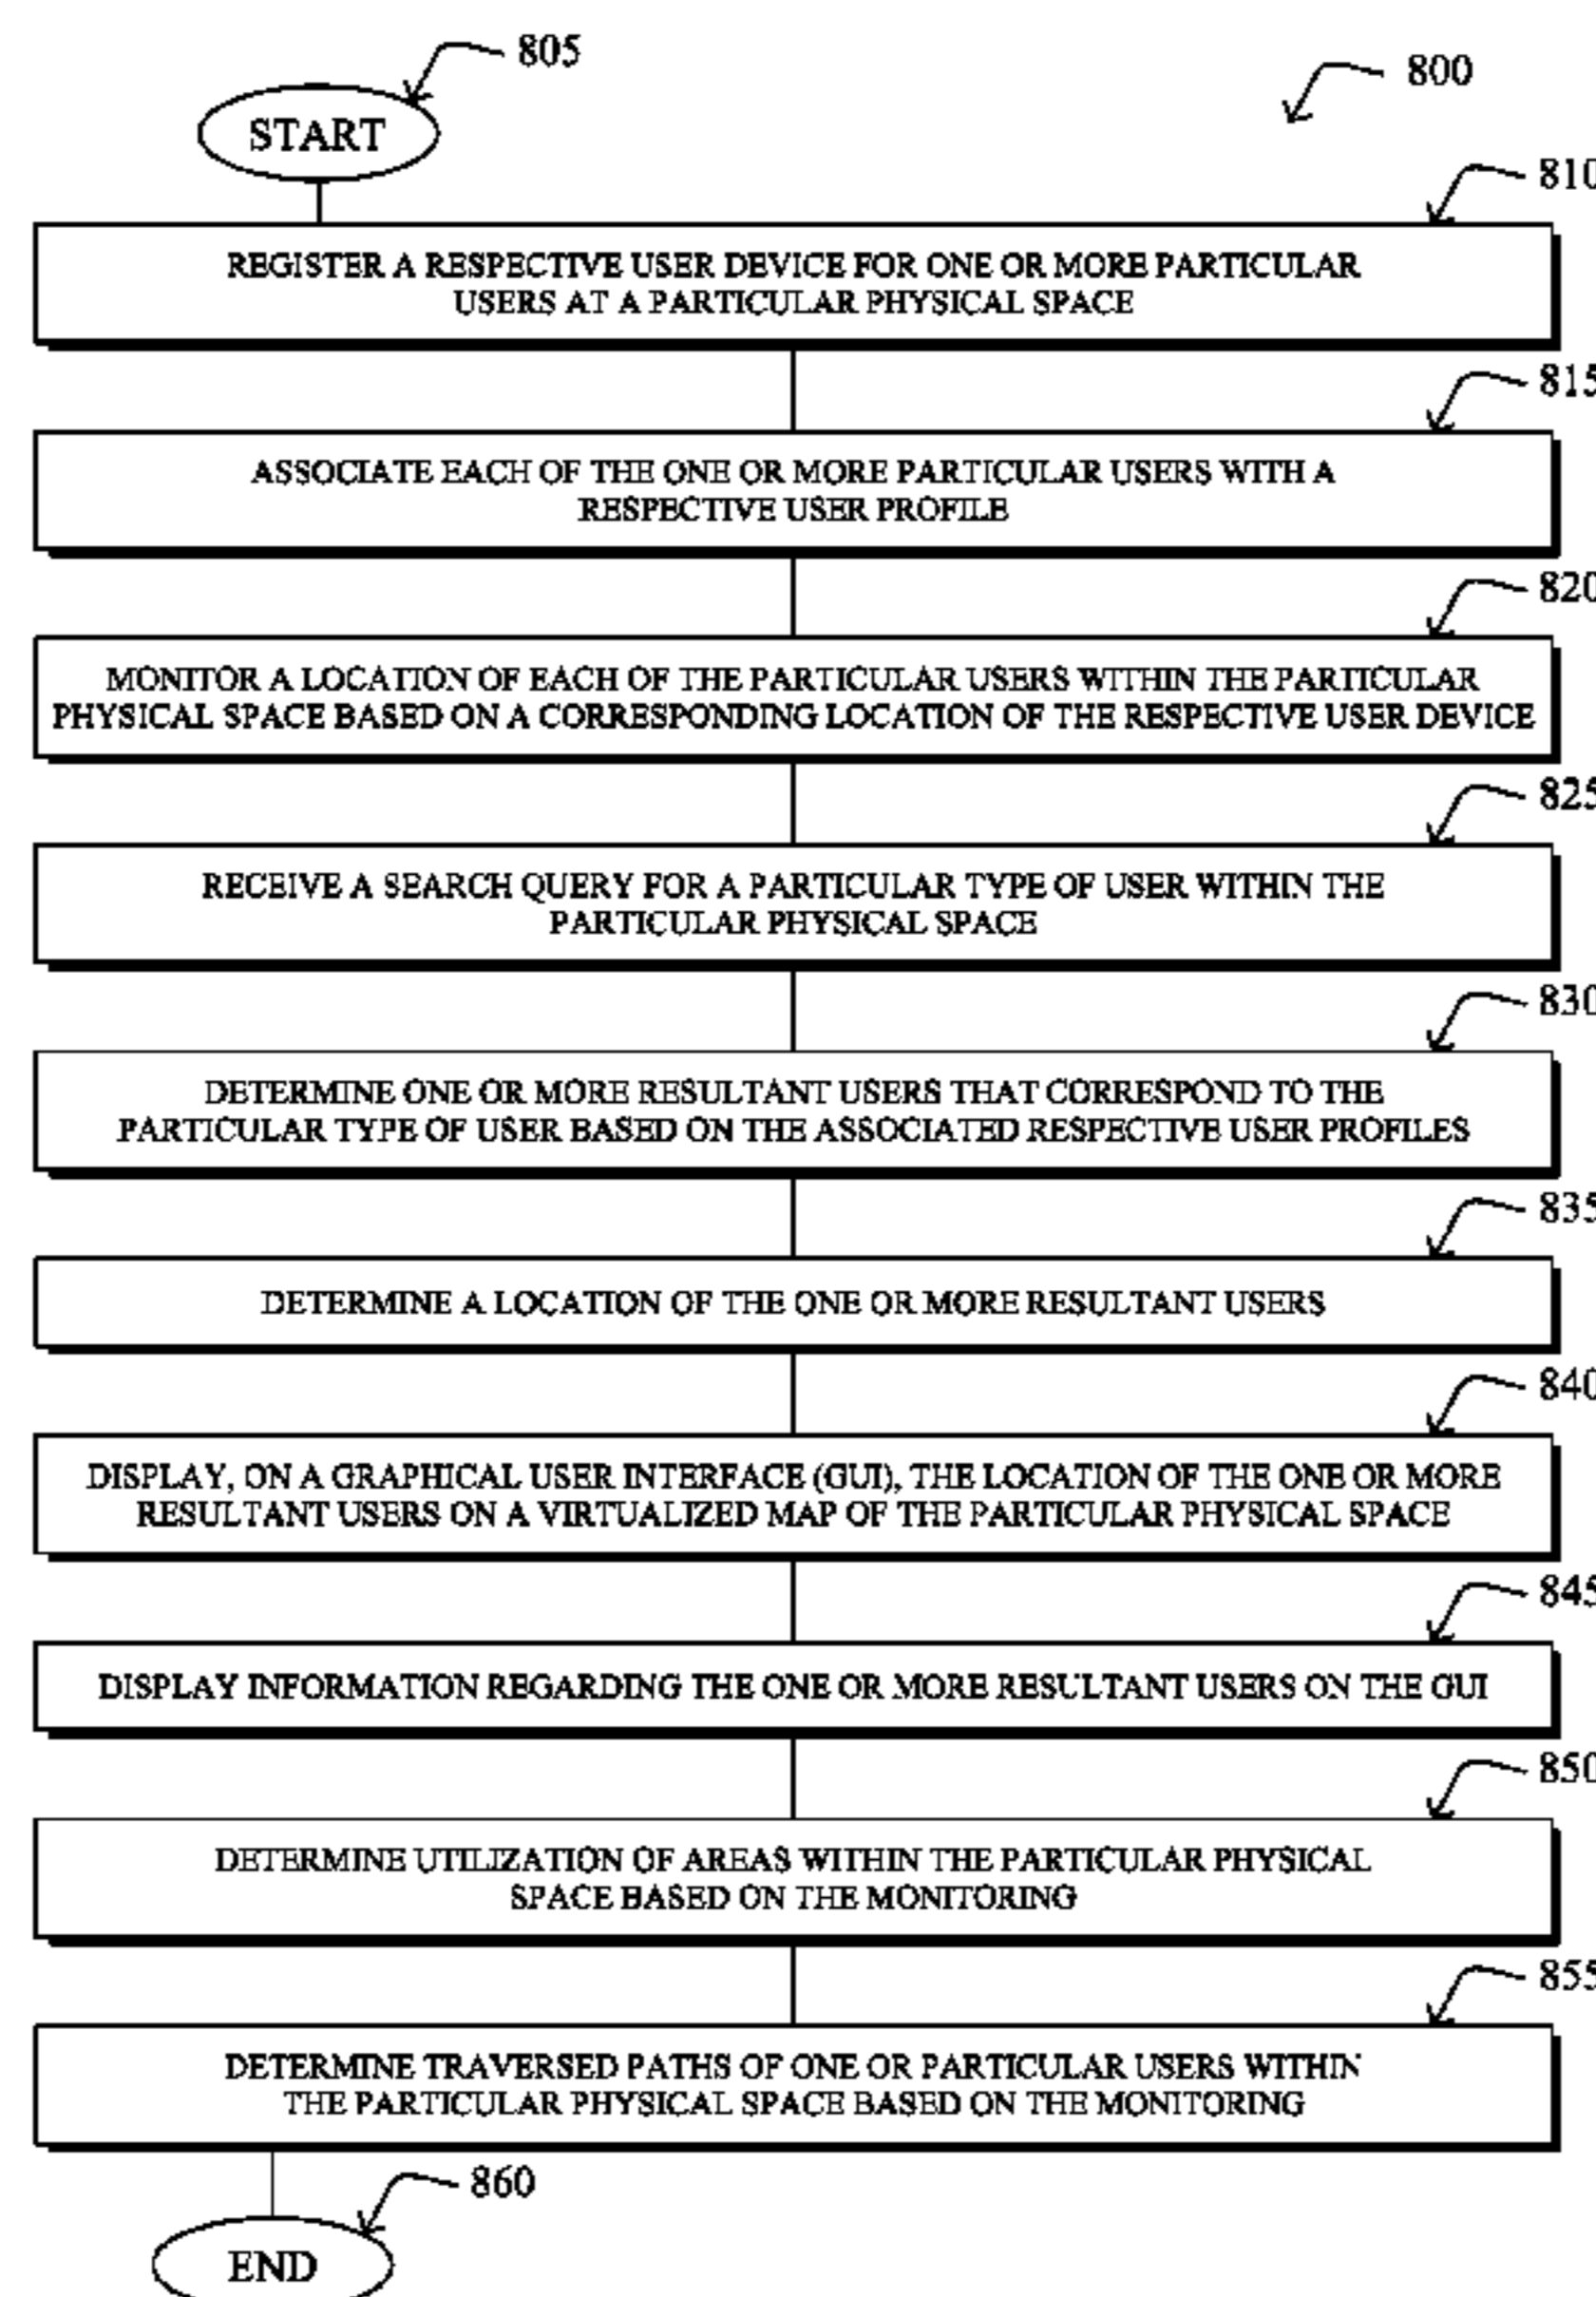 805
800
START
810
REGISTER A RESPECTIVE USER DEVICE FOR ONE OR MORE PARTICULAR
USERS AT A PARTICULAR PHYSICAL SPACE
815
ASSOCIATE EACH OF THE ONE OR MORE PARTICULAR USERS WITH A
RESPECTIVE USER PROFILE
820
MONITOR A LOCATION OF EACH OF THE PARTICULAR USERS WITHIN THE PARTICULAR
PHYSICAL SPACE BASED ON A CORRESPONDING LOCATION OF THE RESPECTIVE USER DEVICE
825
RECEIVE A SEARCH QUERY FOR A PARTICULAR TYPE OF USER WITHIN THE
PARTICULAR PHYSICAL SPACE
830
DETERMINE ONE OR MORE RESULTANT USERS THAT CORRESPOND TO THE
PARTICULAR TYPE OF USER BASED ON THE ASSOCIATED RESPECTIVE USER PROFILES
835
DETERMINE A LOCATION OF THE ONE OR MORE RESULTANT USERS
840
DISPLAY, ON A GRAPHICAL USER INTERFACE (GUI), THE LOCATION OF THE ONE OR MORE
RESULTANT USERS ON A VIRTUALIZED MAP OF THE PARTICULAR PHYSICAL SPACE
845
DISPLAY INFORMATION REGARDING THE ONE OR MORE RESULTANT USERS ON THE GUI
850
DETERMINE UTILIZATION OF AREAS WITHIN THE PARTICULAR PHYSICAL
SPACE BASED ON THE MONITORING
855
DETERMINE TRAVERSED PATHS OF ONE OR PARTICULAR USERS WITHIN
THE PARTICULAR PHYSICAL SPACE BASED ON THE MONITORING
860
END